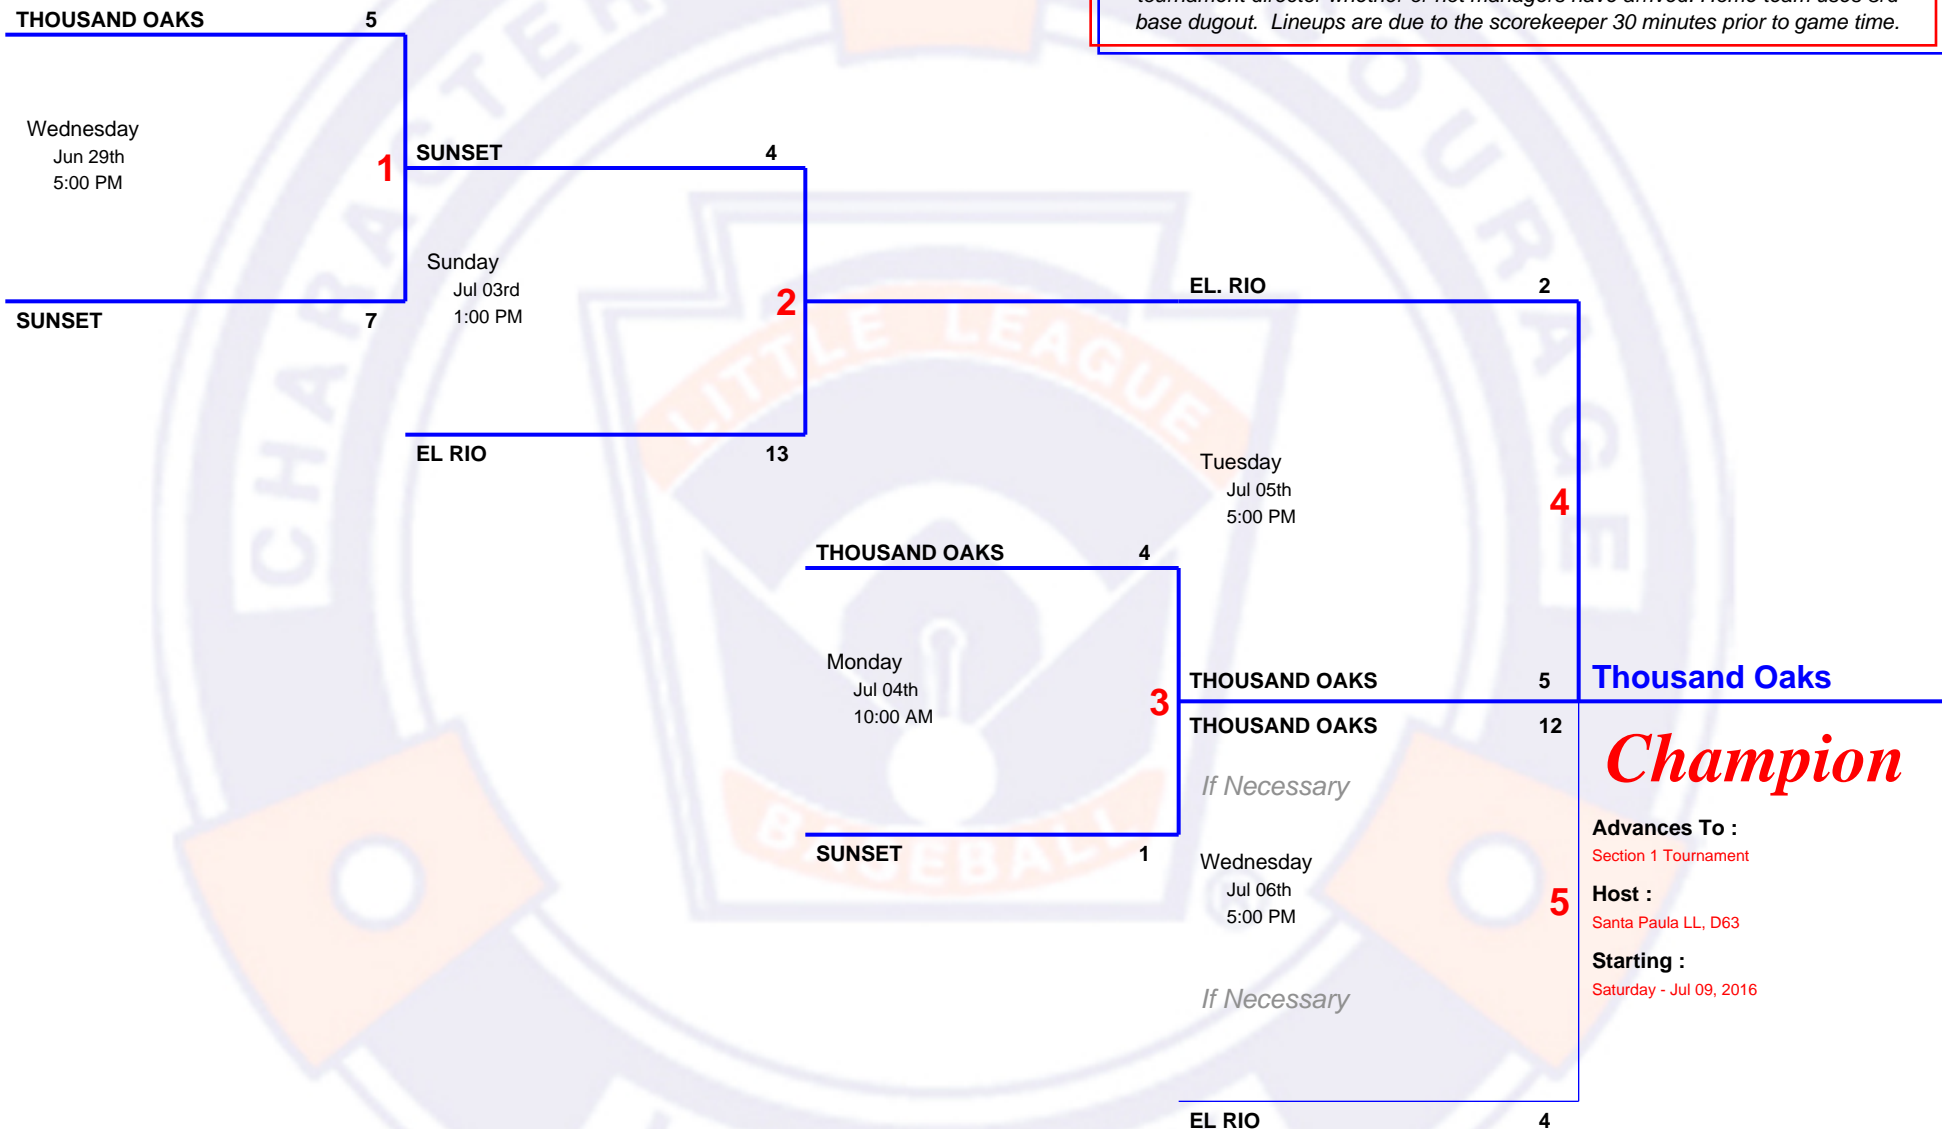 base dugout.  Lineups are due to the scorekeeper 30 minutes prior to game time.
THOUSAND OAKS 5
Wednesday
Jun 29th
5:00 PM
1
SUNSET 7
SUNSET 4
Sunday
Jul 03rd
1:00 PM
2
EL RIO 13
EL. RIO 2
Tuesday
Jul 05th
5:00 PM
4
THOUSAND OAKS 4
Monday
Jul 04th
10:00 AM
3
SUNSET 1
THOUSAND OAKS 5
THOUSAND OAKS 12
If Necessary
Wednesday
Jul 06th
5:00 PM
5
If Necessary
EL RIO 4
Thousand Oaks
Champion
Advances To :
Section 1 Tournament
Host :
Santa Paula LL, D63
Starting :
Saturday - Jul 09, 2016
CHARACTER
COURAGE
LITTLE LEAGUE
BASEBALL
®